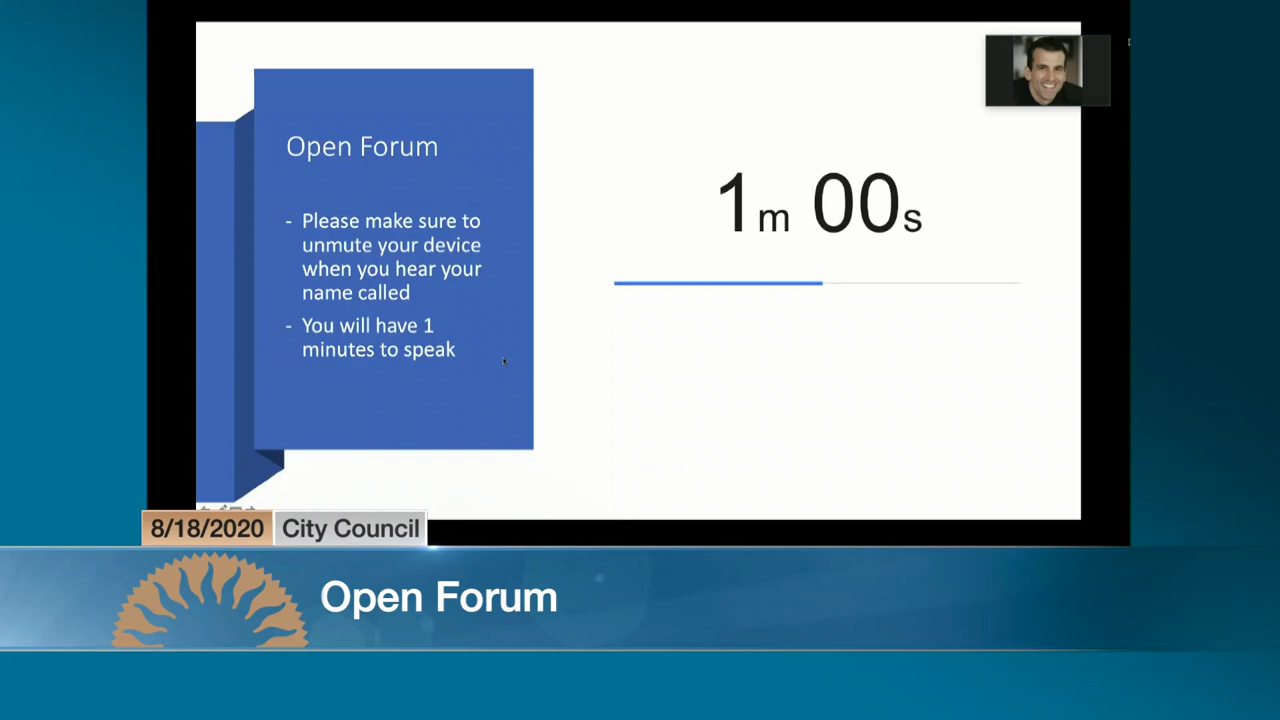 Open Forum
- Please make sure to
unmute your device
when you hear your
name called
- You will have 1
minutes to speak
1m 00s
8/18/2020 City Council
Open Forum